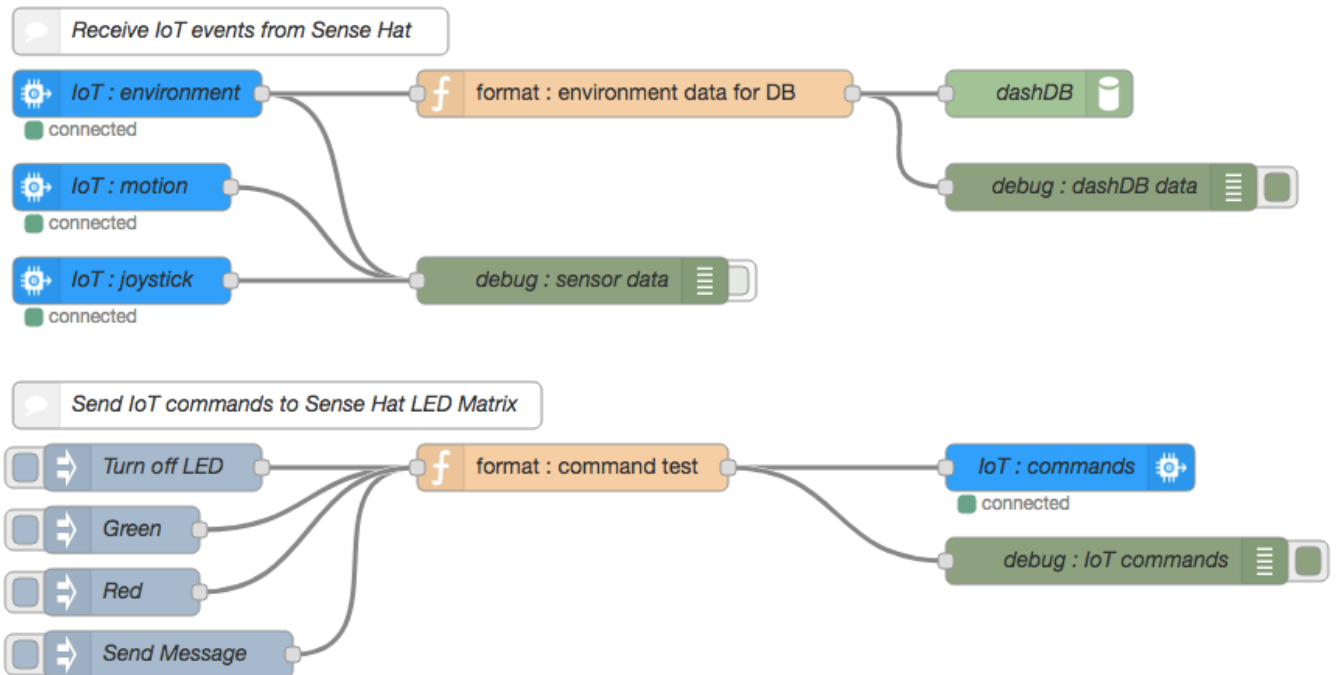 Receive IoT events from Sense Hat
IoT : environment
format : environment data for DB
dashDB
connected
IoT : motion
debug : dashDB data
connected
IoT : joystick
debug : sensor data
connected
Send IoT commands to Sense Hat LED Matrix
Turn off LED
format : command test
IoT : commands
connected
Green
debug : IoT commands
Red
Send Message